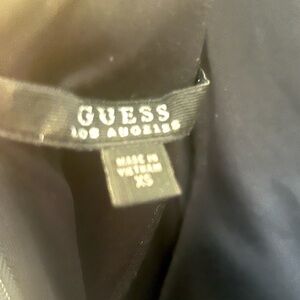 GUESS
LOS ANGELES
MADE IN
VIETNAM
XS